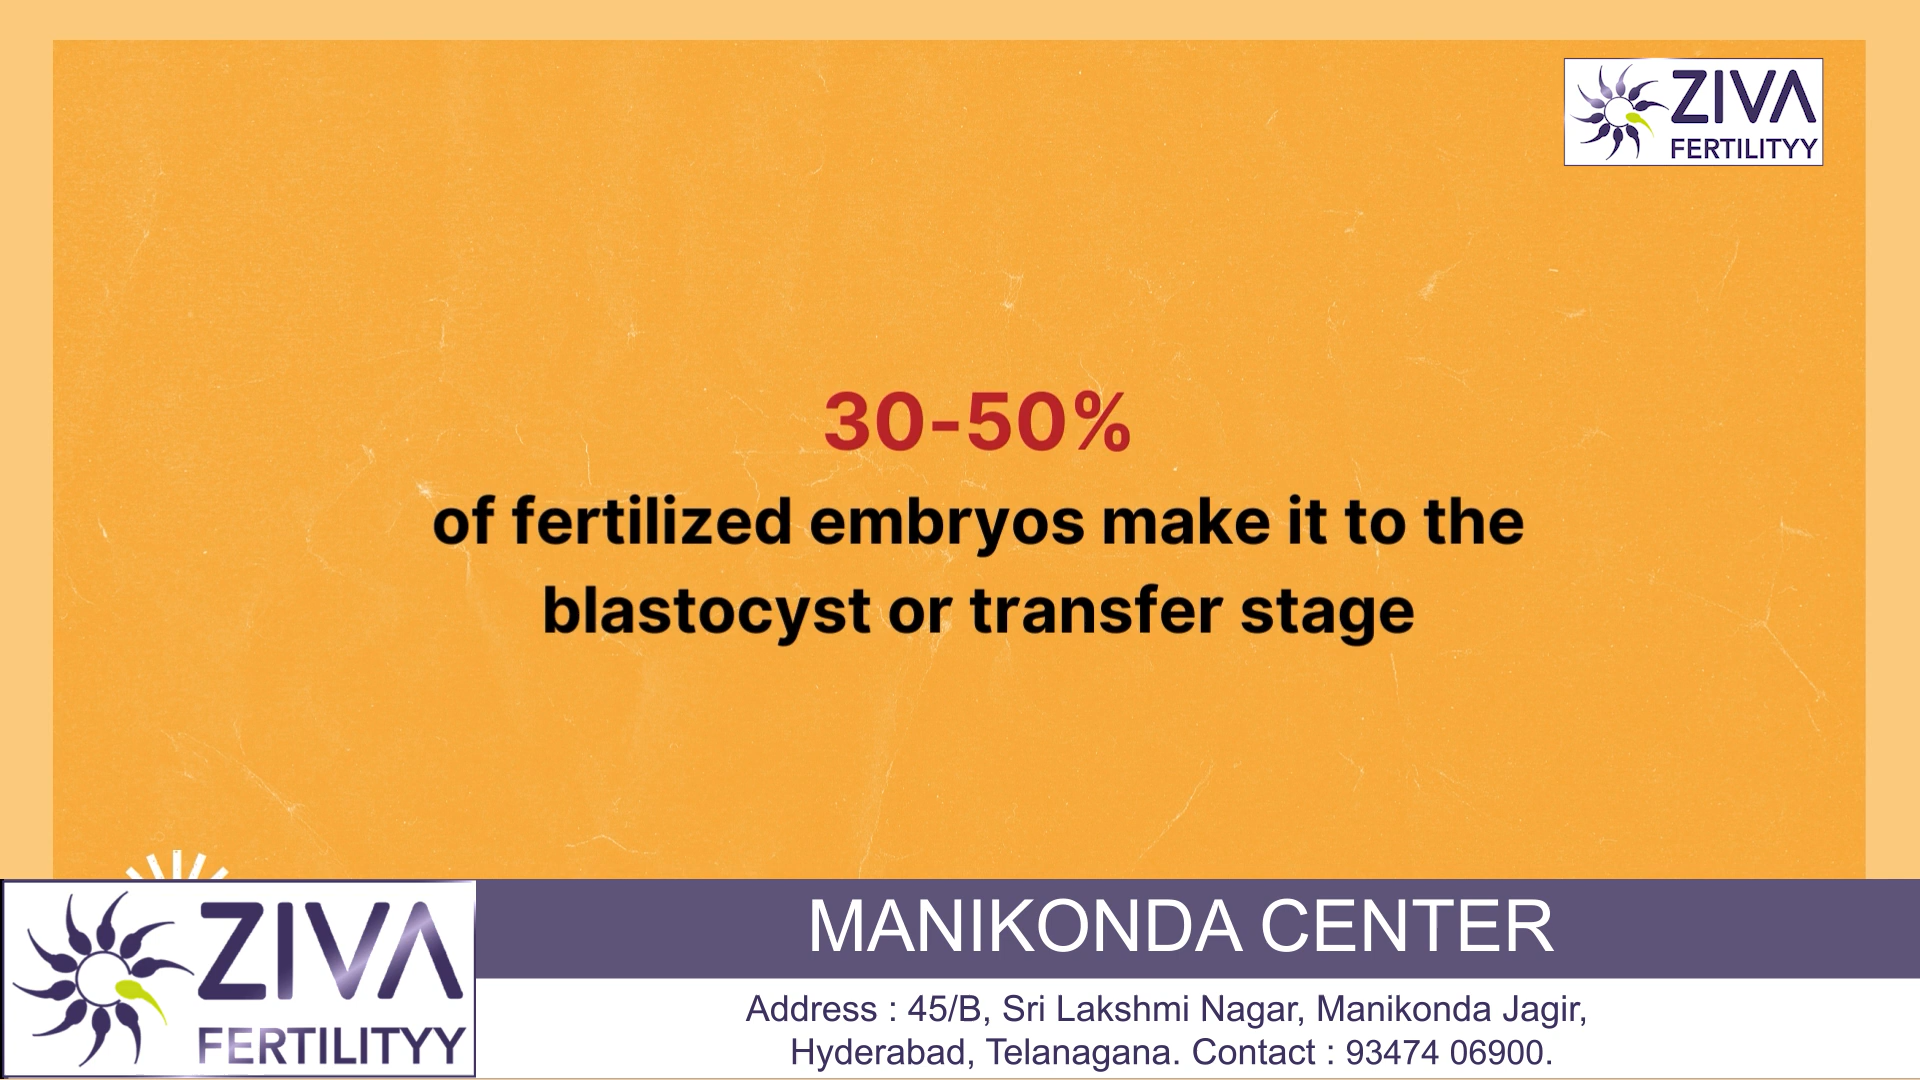 ZIVA
FERTILITYY
30-50%
of fertilized embryos make it to the
blastocyst or transfer stage
ZIVA
FERTILITYY
MANIKONDA CENTER
Address : 45/B, Sri Lakshmi Nagar, Manikonda Jagir,
Hyderabad, Telanagana. Contact : 93474 06900.